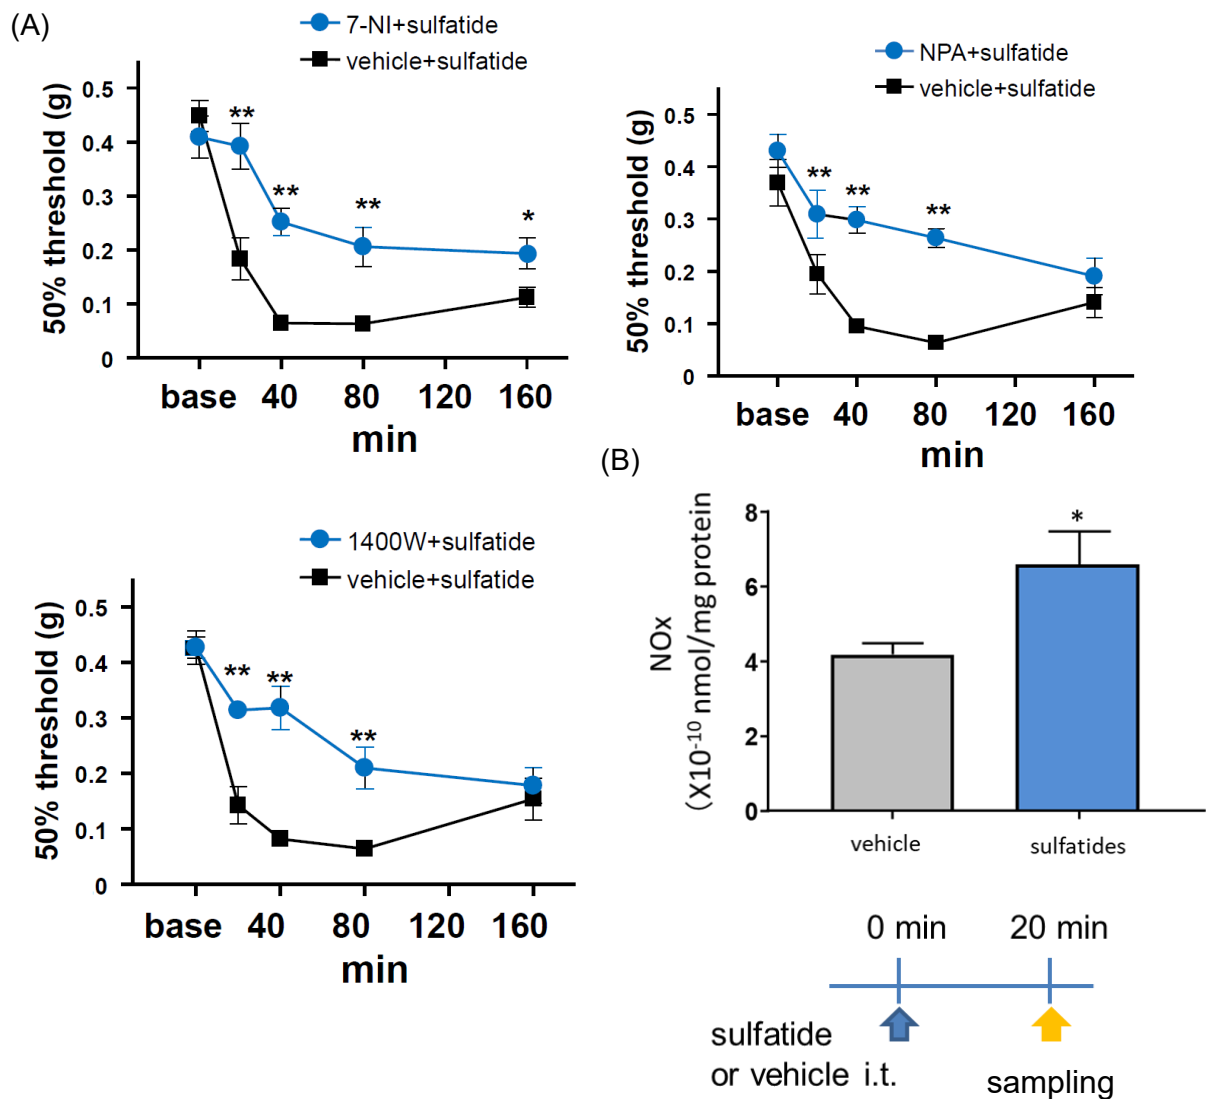 (A)
7-NI+sulfatide
vehicle+sulfatide
50% threshold (g)
0.5
0.4
0.3
0.2
0.1
0
**
**
**
*
base 40 80 120 160
min
NPA+sulfatide
vehicle+sulfatide
50% threshold (g)
0.5
0.4
0.3
0.2
0.1
0
**
**
**
base 40 80 120 160
min
1400W+sulfatide
vehicle+sulfatide
50% threshold (g)
0.5
0.4
0.3
0.2
0.1
0
**
**
**
base 40 80 120 160
min
(B)
NOx
(X10⁻¹⁰ nmol/mg protein
8
6
4
2
0
*
vehicle sulfatides
0 min 20 min
sulfatide
or vehicle i.t.
sampling